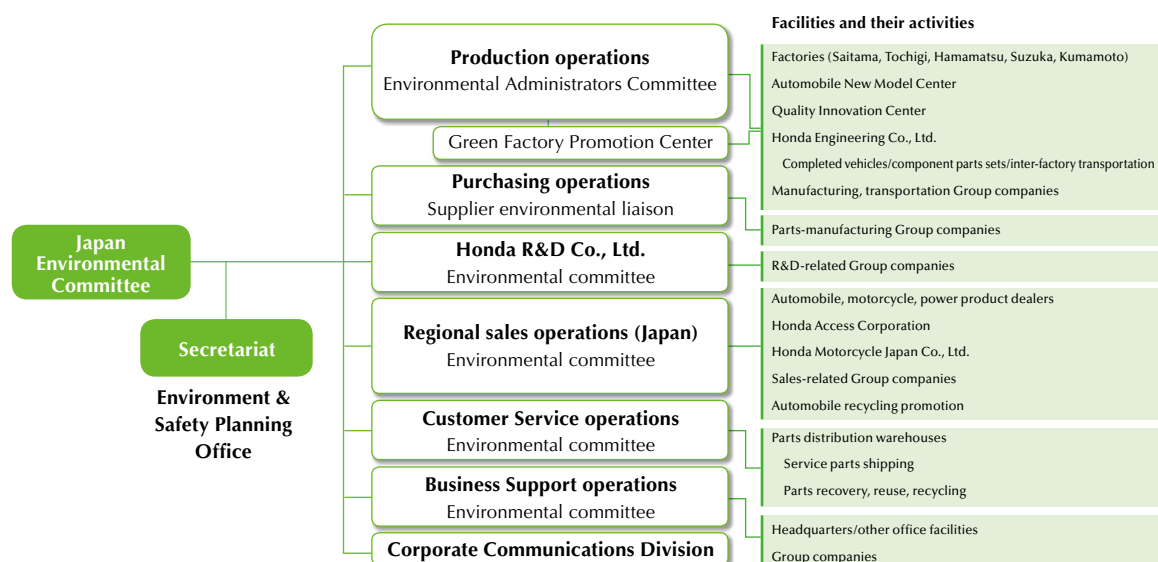 Facilities and their activities
Production operations
Environmental Administrators Committee
Green Factory Promotion Center
Factories (Saitama, Tochigi, Hamamatsu, Suzuka, Kumamoto)
Automobile New Model Center
Quality Innovation Center
Honda Engineering Co., Ltd.
Completed vehicles/component parts sets/inter-factory transportation
Manufacturing, transportation Group companies
Purchasing operations
Supplier environmental liaison
Parts-manufacturing Group companies
Japan
Environmental
Committee
Honda R&D Co., Ltd.
Environmental committee
R&D-related Group companies
Secretariat
Environment &
Safety Planning
Office
Regional sales operations (Japan)
Environmental committee
Automobile, motorcycle, power product dealers
Honda Access Corporation
Honda Motorcycle Japan Co., Ltd.
Sales-related Group companies
Automobile recycling promotion
Customer Service operations
Environmental committee
Parts distribution warehouses
Service parts shipping
Parts recovery, reuse, recycling
Business Support operations
Environmental committee
Headquarters/other office facilities
Group companies
Corporate Communications Division